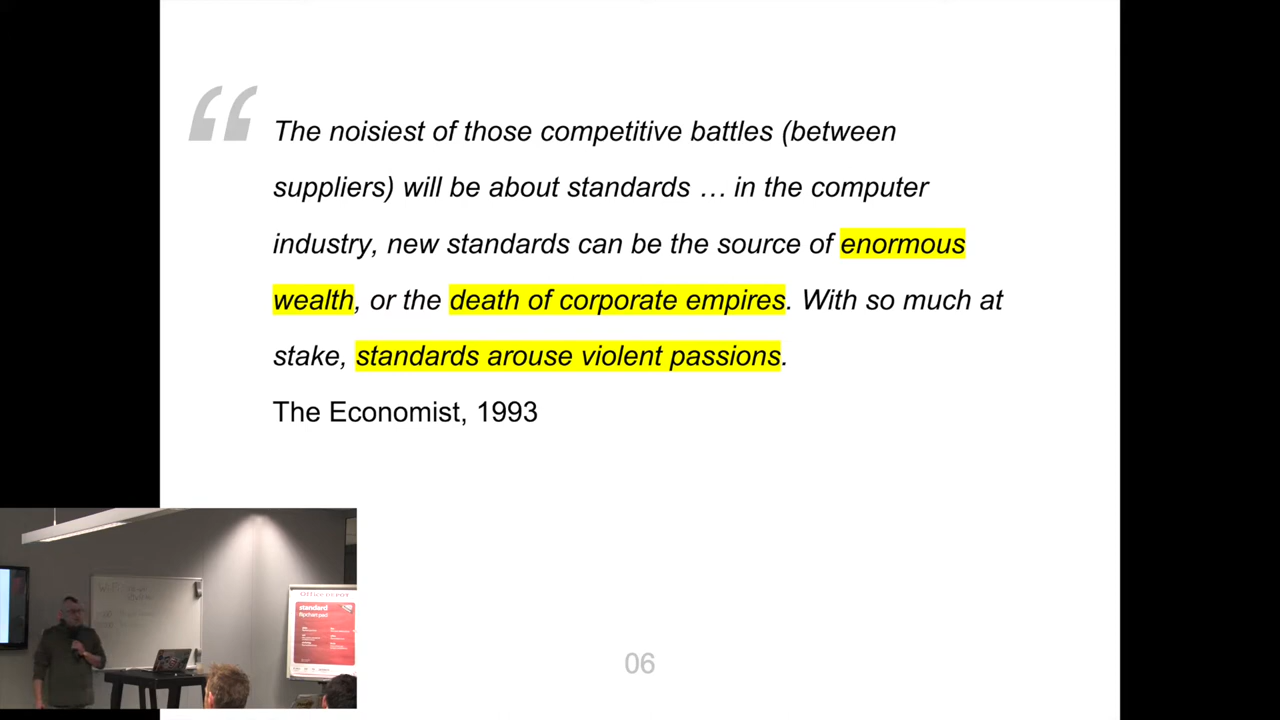 “
The noisiest of those competitive battles (between
suppliers) will be about standards … in the computer
industry, new standards can be the source of enormous
wealth, or the death of corporate empires. With so much at
stake, standards arouse violent passions.
The Economist, 1993
standard
flipchart pad
06